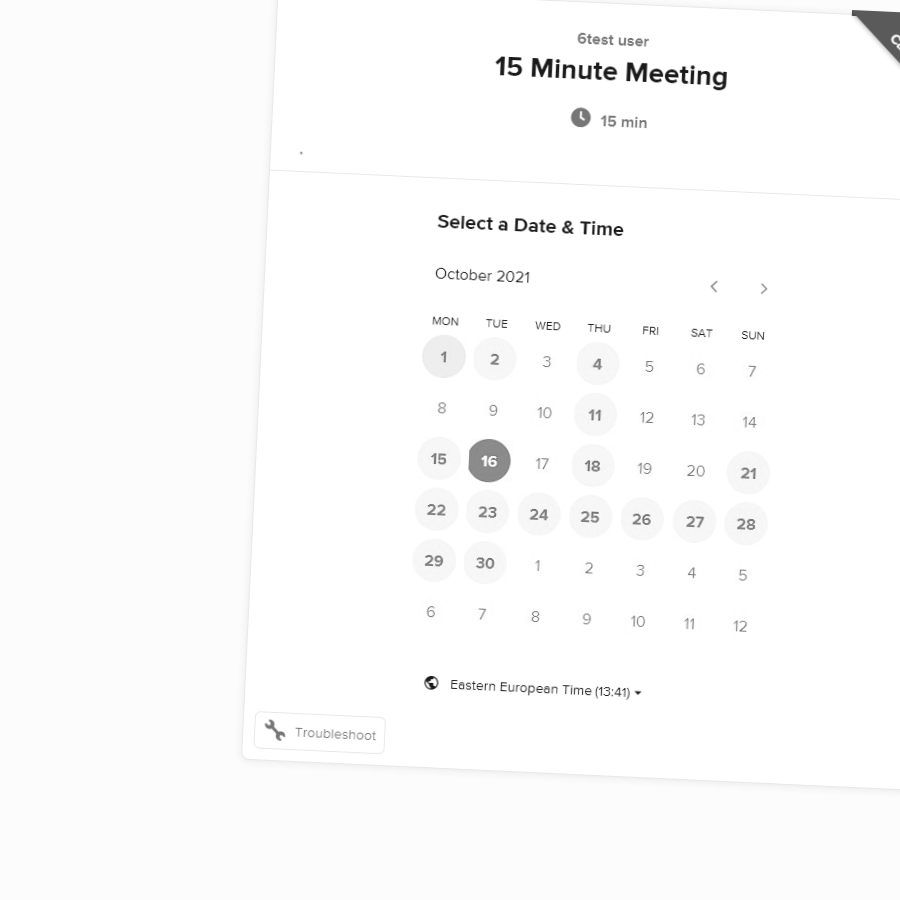 6test user
15 Minute Meeting
15 min
Select a Date & Time
October 2021
MON TUE WED THU FRI SAT SUN
1 2 3 4 5 6 7
8 9 10 11 12 13 14
15 16 17 18 19 20 21
22 23 24 25 26 27 28
29 30 1 2 3 4 5
6 7 8 9 10 11 12
Eastern European Time (13:41)
Troubleshoot